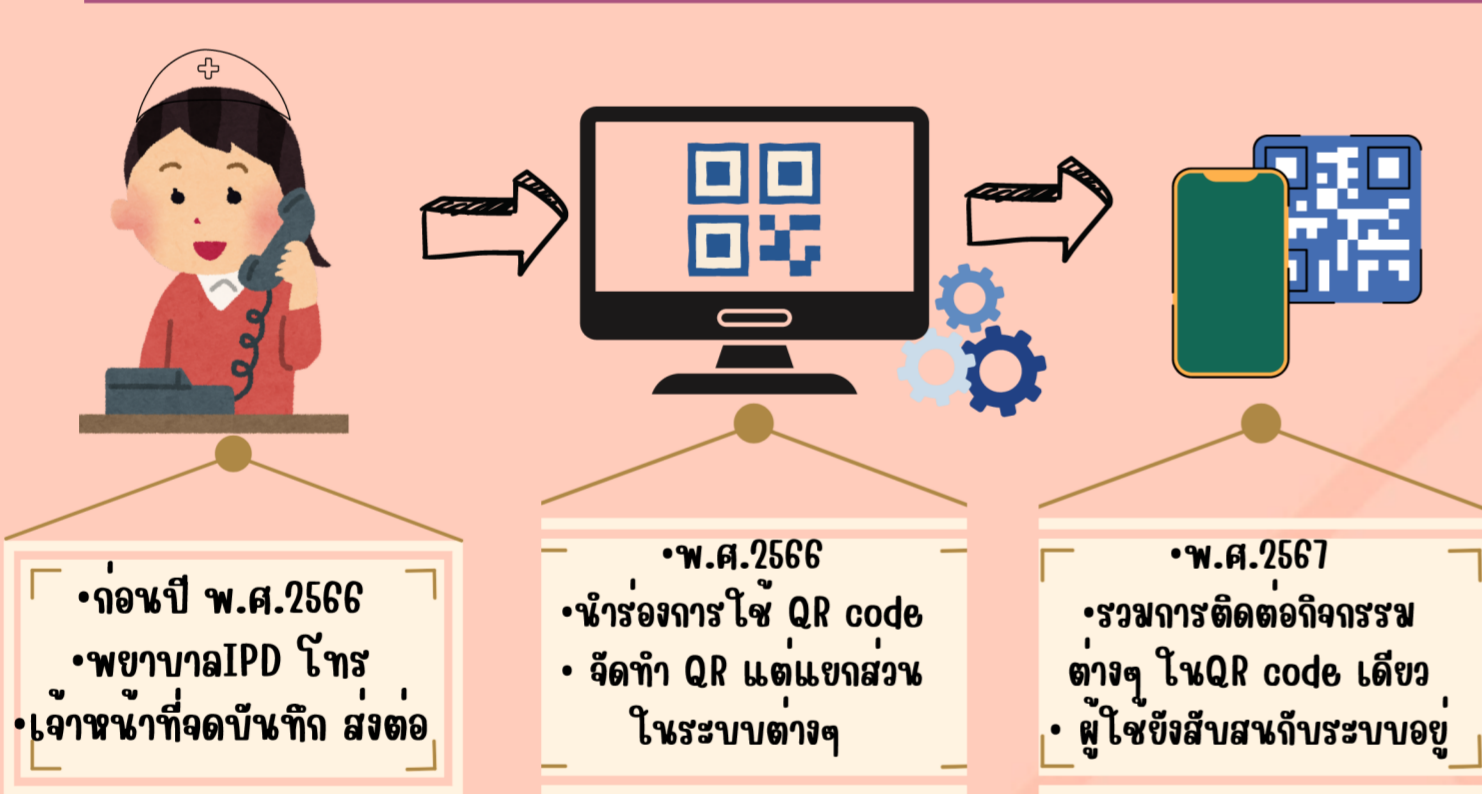 •ก่อนปี พ.ศ.2566
•พยาบาลIPD โทร
•เจ้าหน้าที่จดบันทึก ส่งต่อ
•พ.ศ.2566
•นำร่องการใช้ QR code
• จัดทำ QR แต่แยกส่วน
ในระบบต่างๆ
•พ.ศ.2567
•รวมการติดต่อกิจกรรม
ต่างๆ ในQR code เดียว
• ผู้ใช้ยังสับสนกับระบบอยู่